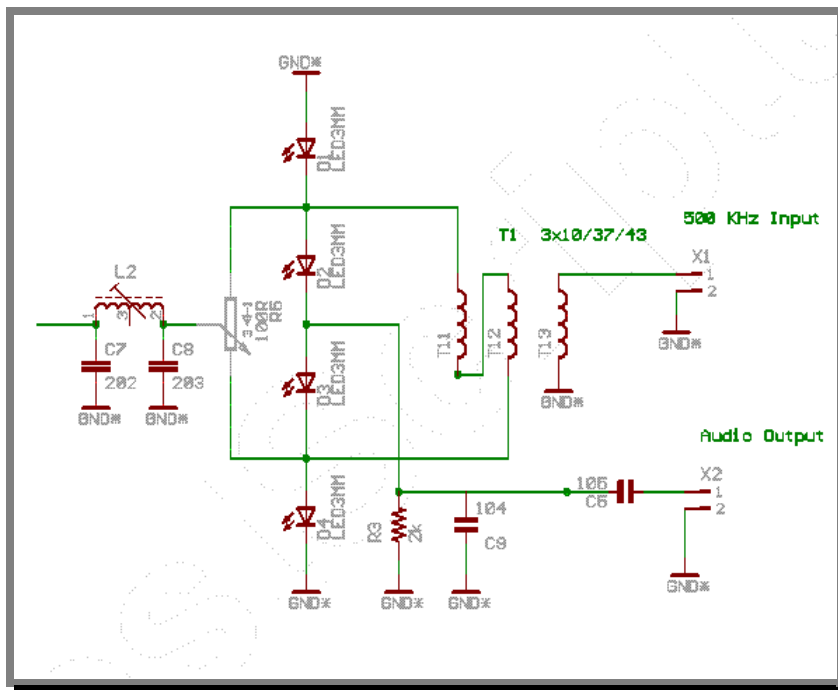 GND*
D1
LED3MM
500 KHz Input
T1 3x10/37/43
D2
LED3MM
X1
L2
1
2
1 3 2
3
1
100R
R6
T11
T12
T13
C7
C8
GND*
202
203
D3
LED3MM
GND*
GND*
GND*
Audio Output
105
C6
X2
1
2
D4
LED3MM
R3
2k
104
C9
GND*
GND*
GND*
GND*